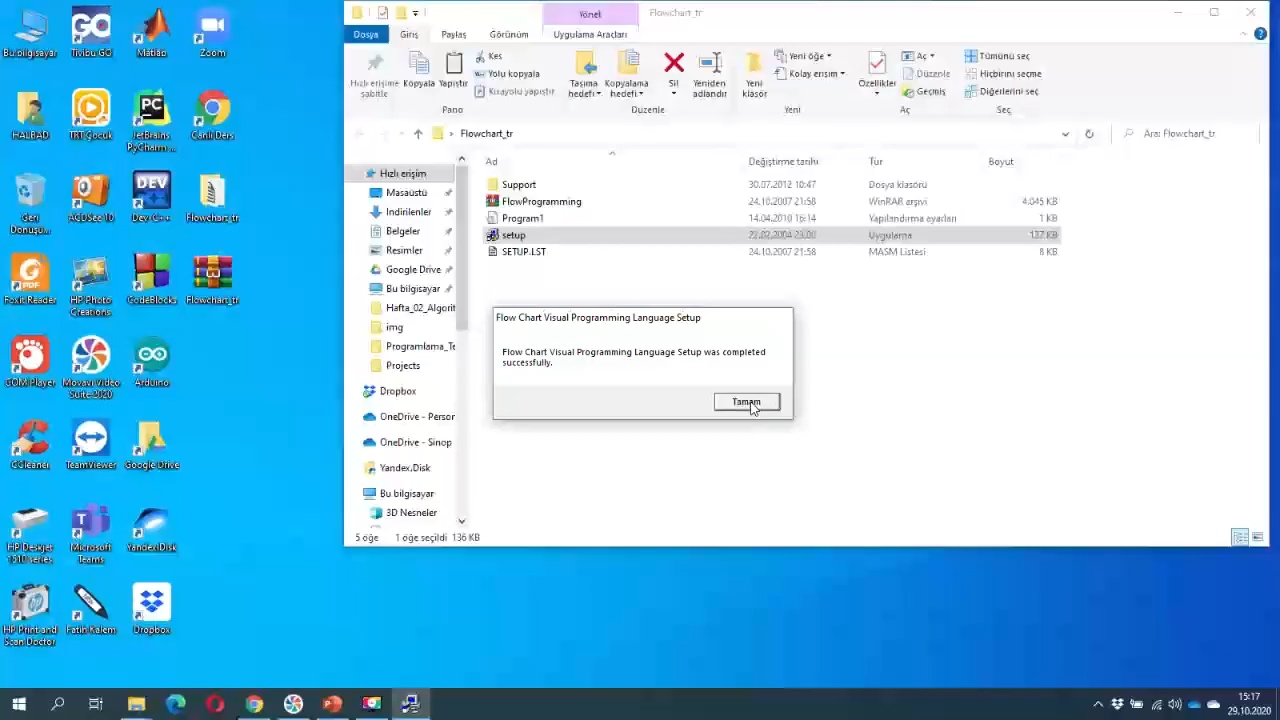 Yönet
Flowchart_tr
Dosya
Giriş
Paylaş
Görünüm
Uygulama Araçları
Hızlı erişime
sabitle
Kopyala
Yapıştır
Kes
Yolu kopyala
Kısayolu yapıştır
Pano
Taşıma
hedefi
Kopyalama
hedefi
Sil
Yeniden
adlandır
Düzenle
Yeni
klasör
Yeni öğe
Kolay erişim
Yeni
Özellikler
Aç
Düzenle
Geçmiş
Aç
Tümünü seç
Hiçbirini seçme
Diğerlerini seç
Seç
Flowchart_tr
Ara: Flowchart_tr
Ad
Değiştirme tarihi
Tür
Boyut
Support 30.07.2012 10:47 Dosya klasörü
FlowProgramming 24.10.2007 21:58 WinRAR arşivi 4.045 KB
Program1 14.04.2010 16:14 Yapılandırma ayarları 1 KB
setup 22.02.2004 23:00 Uygulama 137 KB
SETUP.LST 24.10.2007 21:58 MASM Listesi 8 KB
Hızlı erişim
Masaüstü
İndirilenler
Belgeler
Resimler
Google Drive
Bu bilgisayar
Hafta_02_Algorit
img
Programlama_Te
Projects
Dropbox
OneDrive - Person
OneDrive - Sinop
Yandex.Disk
Bu bilgisayar
3D Nesneler
Flow Chart Visual Programming Language Setup
Flow Chart Visual Programming Language Setup was completed
successfully.
Tamam
5 öğe
1 öğe seçildi 136 KB
Bu bilgisayar
Tivibu GO
Matlab
Zoom
HALBAD
TRT Çocuk
JetBrains
PyCharm ...
Canlı Ders
Geri
Dönüşü...
ACDSee 10
Dev C++
Flowchart_tr
Foxit Reader
HP Photo
Creations
CodeBlocks
Flowchart_tr
GOM Player
Movavi Video
Suite 2020
Arduino
CCleaner
TeamViewer
Google Drive
HP Deskjet
1510 series
Microsoft
Teams
YandexDisk
HP Print and
Scan Doctor
Fatih Kalem
Dropbox
15:17
29.10.2020